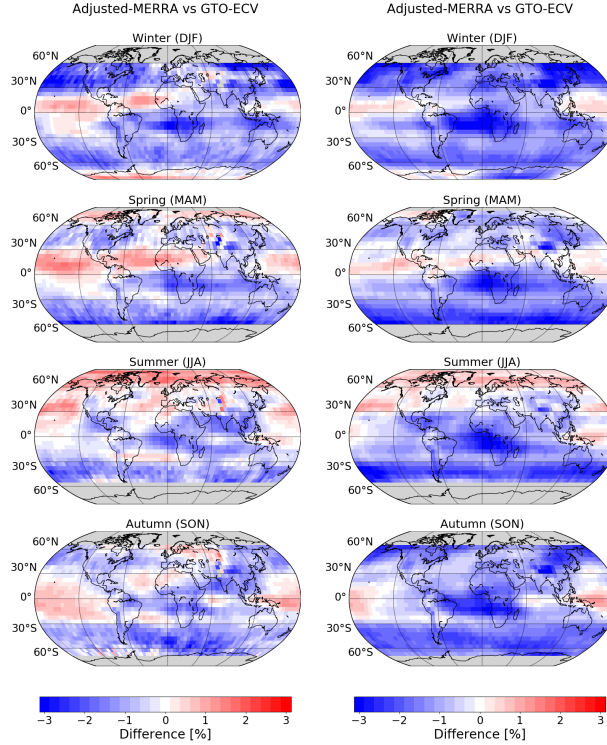 Adjusted-MERRA vs GTO-ECV
Adjusted-MERRA vs GTO-ECV
Winter (DJF)
Winter (DJF)
60°N
30°N
0°
30°S
60°S
60°N
30°N
0°
30°S
60°S
Spring (MAM)
Spring (MAM)
60°N
30°N
0°
30°S
60°S
60°N
30°N
0°
30°S
60°S
Summer (JJA)
Summer (JJA)
60°N
30°N
0°
30°S
60°S
60°N
30°N
0°
30°S
60°S
Autumn (SON)
Autumn (SON)
60°N
30°N
0°
30°S
60°S
60°N
30°N
0°
30°S
60°S
−3 −2 −1 0 1 2 3
Difference [%]
−3 −2 −1 0 1 2 3
Difference [%]